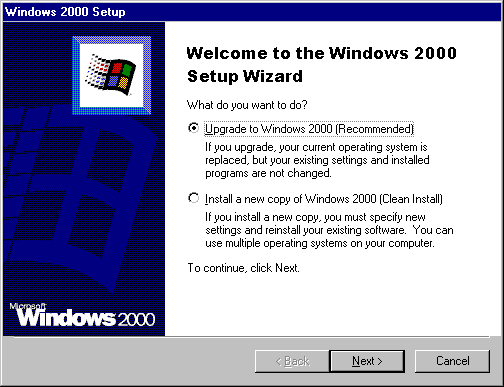 Windows 2000 Setup
Welcome to the Windows 2000
Setup Wizard
What do you want to do?
Upgrade to Windows 2000 (Recommended)
If you upgrade, your current operating system is
replaced, but your existing settings and installed
programs are not changed.
Install a new copy of Windows 2000 (Clean Install)
If you install a new copy, you must specify new
settings and reinstall your existing software. You can
use multiple operating systems on your computer.
To continue, click Next.
Microsoft
Windows 2000
< Back
Next >
Cancel